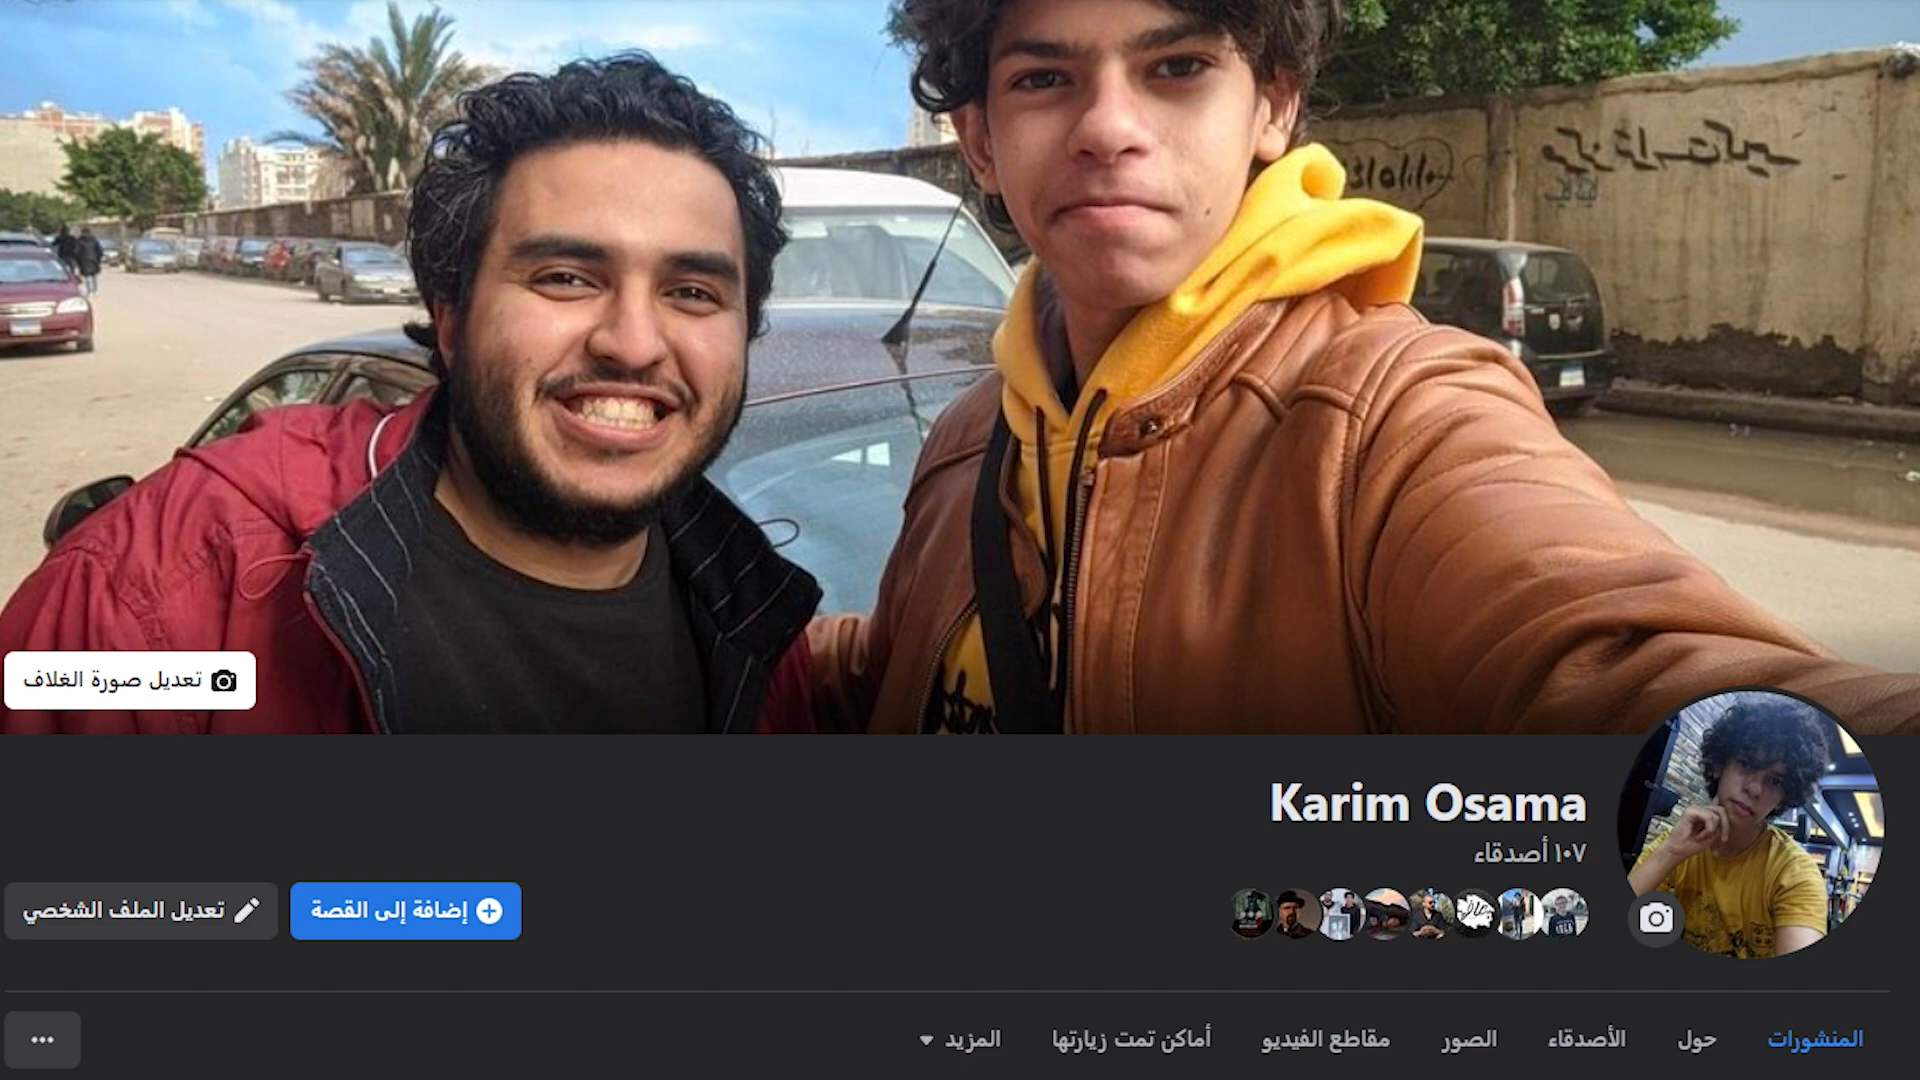 تعديل صورة الغلاف
Karim Osama
١٠٧ أصدقاء
إضافة إلى القصة
تعديل الملف الشخصي
المنشورات
حول
الأصدقاء
الصور
مقاطع الفيديو
أماكن تمت زيارتها
المزيد